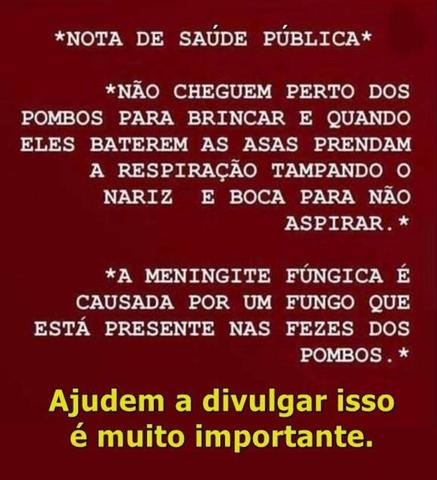 *NOTA DE SAÚDE PÚBLICA*
*NÃO CHEGUEM PERTO DOS
POMBOS PARA BRINCAR E QUANDO
ELES BATEREM AS ASAS PRENDAM
A RESPIRAÇÃO TAMPANDO O
NARIZ E BOCA PARA NÃO
ASPIRAR.*
*A MENINGITE FÚNGICA É
CAUSADA POR UM FUNGO QUE
ESTÁ PRESENTE NAS FEZES DOS
POMBOS.*
Ajudem a divulgar isso
é muito importante.